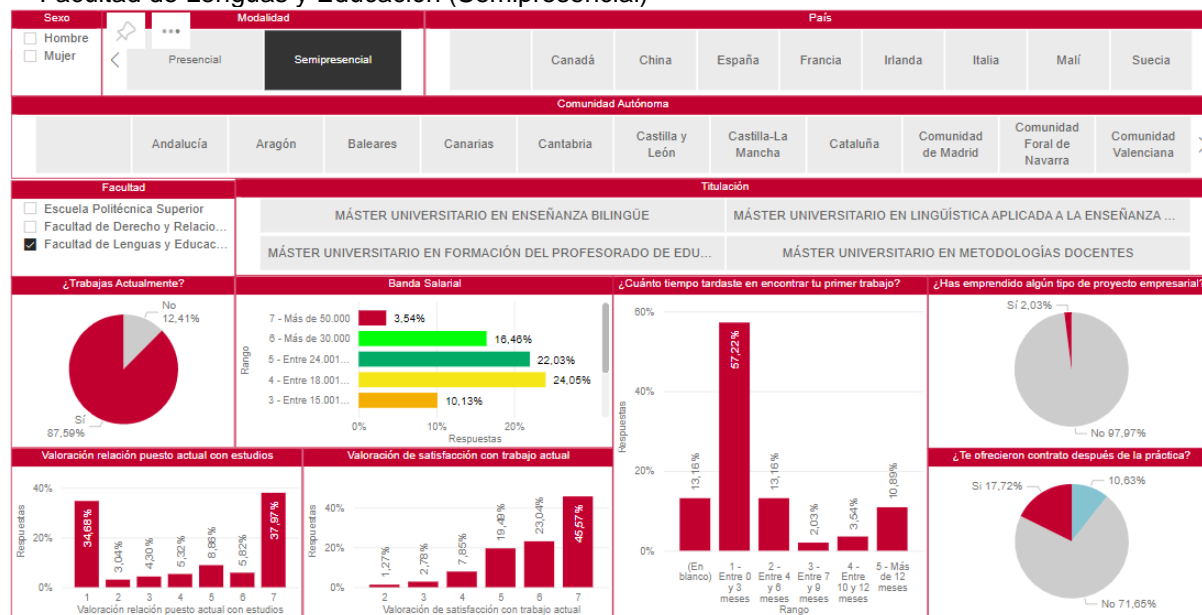 Facultad de Lenguas y Educación (Semipresencial)
Sexo
Hombre
Mujer
Modalidad
Presencial
Semipresencial
País
Canadá
China
España
Francia
Irlanda
Italia
Malí
Suecia
Comunidad Autónoma
Andalucía
Aragón
Baleares
Canarias
Cantabria
Castilla y
León
Castilla-La
Mancha
Cataluña
Comunidad
de Madrid
Comunidad
Foral de
Navarra
Comunidad
Valenciana
Facultad
Escuela Politécnica Superior
Facultad de Derecho y Relacio...
Facultad de Lenguas y Educac...
Titulación
MÁSTER UNIVERSITARIO EN ENSEÑANZA BILINGÜE
MÁSTER UNIVERSITARIO EN LINGÜÍSTICA APLICADA A LA ENSEÑANZA ...
MÁSTER UNIVERSITARIO EN FORMACIÓN DEL PROFESORADO DE EDU...
MÁSTER UNIVERSITARIO EN METODOLOGÍAS DOCENTES
¿Trabajas Actualmente?
No
12,41%
Sí
87,59%
Banda Salarial
Rango
7 - Más de 50.000
3,54%
6 - Más de 30.000
16,46%
5 - Entre 24.001...
22,03%
4 - Entre 18.001...
24,05%
3 - Entre 15.001...
10,13%
0%
10%
20%
Respuestas
¿Cuánto tiempo tardaste en encontrar tu primer trabajo?
Respuestas
60%
40%
20%
0%
13,16%
57,22%
13,16%
2,03%
3,54%
10,89%
(En
blanco)
1 -
Entre 0
y 3
meses
2 -
Entre 4
y 6
meses
3 -
Entre 7
y 9
meses
4 -
Entre
10 y 12
meses
5 - Más
de 12
meses
Rango
¿Has emprendido algún tipo de proyecto empresarial?
Sí 2,03%
No 97,97%
Valoración relación puesto actual con estudios
Respuestas
40%
20%
0%
34,68%
3,04%
4,30%
5,32%
8,86%
5,82%
37,97%
1
2
3
4
5
6
7
Valoración relación puesto actual con estudios
Valoración de satisfacción con trabajo actual
Respuestas
40%
20%
0%
1,27%
2,78%
7,85%
19,49%
23,04%
45,57%
2
3
4
5
6
7
Valoración de satisfacción con trabajo actual
¿Te ofrecieron contrato después de la práctica?
Si 17,72%
10,63%
No 71,65%